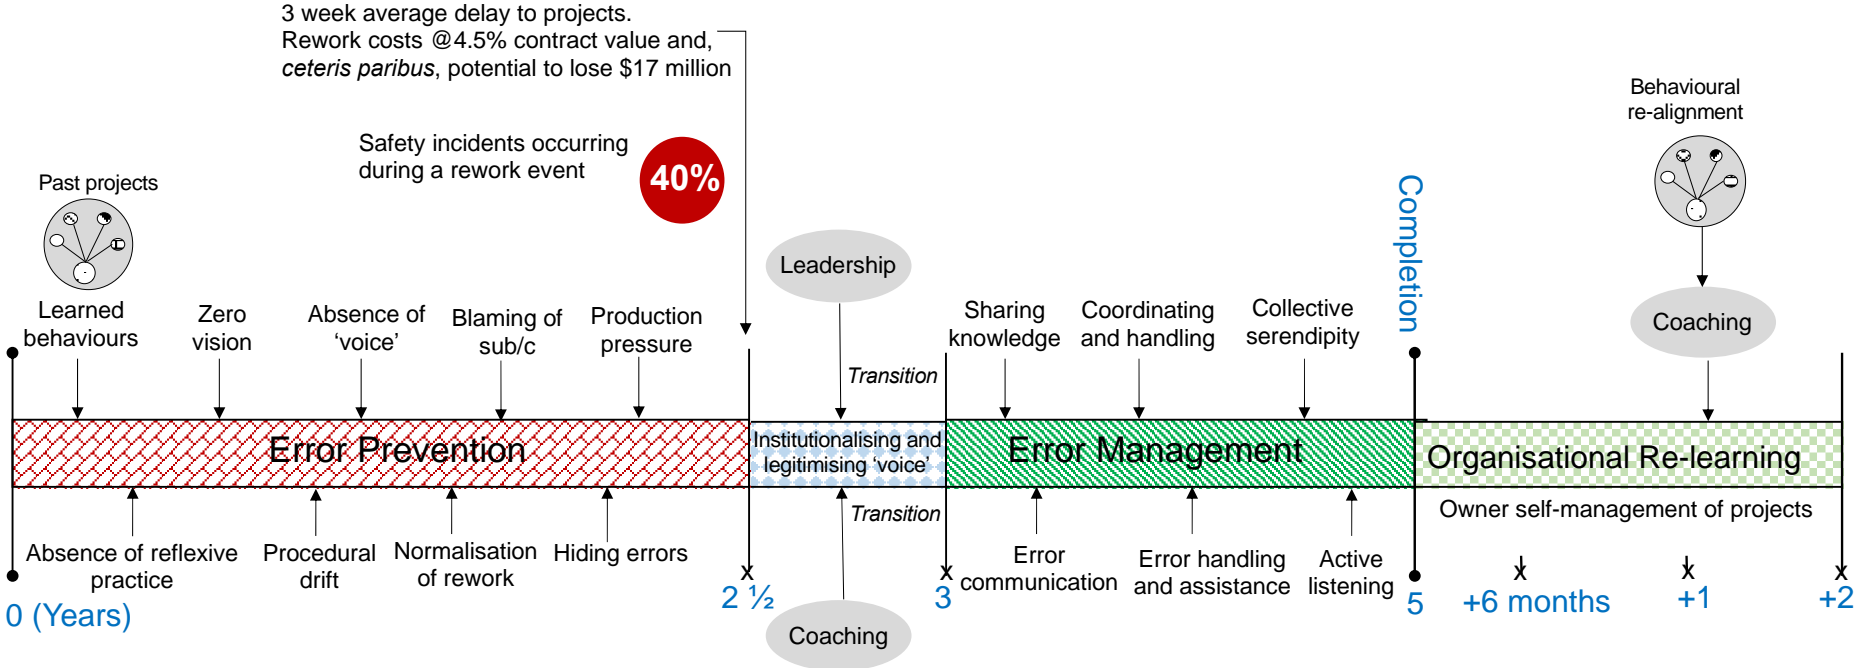 3 week average delay to projects.
Rework costs @4.5% contract value and,
ceteris paribus, potential to lose $17 million
Safety incidents occurring
during a rework event
40%
Past projects
Behavioural
re-alignment
Completion
Leadership
Coaching
Learned
behaviours
Zero
vision
Absence of
‘voice’
Blaming of
sub/c
Production
pressure
Transition
Sharing
knowledge
Coordinating
and handling
Collective
serendipity
Error Prevention
Institutionalising and
legitimising ‘voice’
Error Management
Organisational Re-learning
Owner self-management of projects
Transition
Absence of reflexive
practice
Procedural
drift
Normalisation
of rework
Hiding errors
Error
communication
Error handling
and assistance
Active
listening
x
x
x
x
x
0 (Years)
2 ½
3
5
+6 months
+1
+2
Coaching